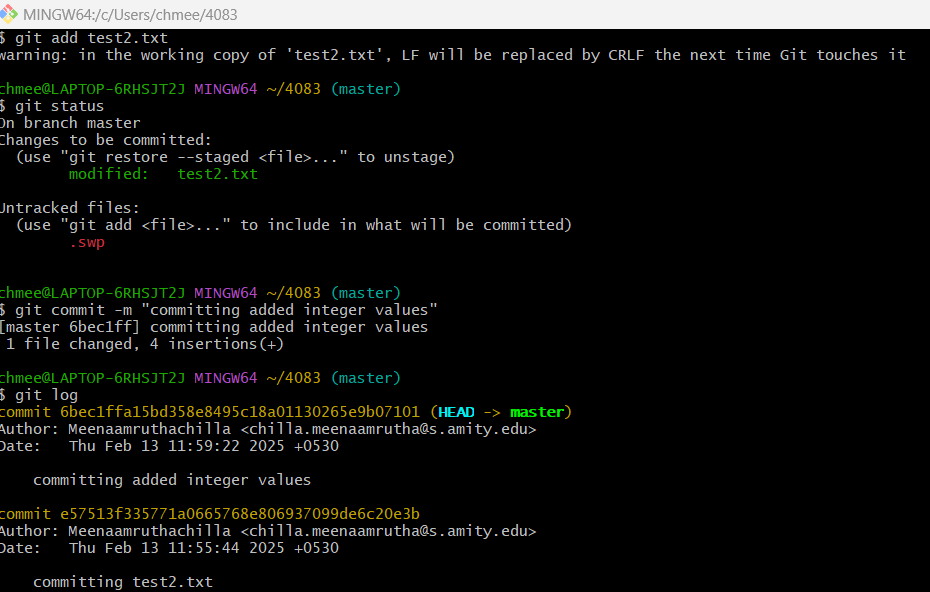 MINGW64:/c/Users/chmee/4083
$ git add test2.txt
warning: in the working copy of 'test2.txt', LF will be replaced by CRLF the next time Git touches it
chmee@LAPTOP-6RHSJT2J MINGW64 ~/4083 (master)
$ git status
On branch master
Changes to be committed:
  (use "git restore --staged <file>..." to unstage)
        modified:   test2.txt
Untracked files:
  (use "git add <file>..." to include in what will be committed)
        .swp
chmee@LAPTOP-6RHSJT2J MINGW64 ~/4083 (master)
$ git commit -m "committing added integer values"
[master 6bec1ff] committing added integer values
 1 file changed, 4 insertions(+)
chmee@LAPTOP-6RHSJT2J MINGW64 ~/4083 (master)
$ git log
commit 6bec1ffa15bd358e8495c18a01130265e9b07101 (HEAD -> master)
Author: Meenaamruthachilla <chilla.meenaamrutha@s.amity.edu>
Date:   Thu Feb 13 11:59:22 2025 +0530
    committing added integer values
commit e57513f335771a0665768e806937099de6c20e3b
Author: Meenaamruthachilla <chilla.meenaamrutha@s.amity.edu>
Date:   Thu Feb 13 11:55:44 2025 +0530
    committing test2.txt